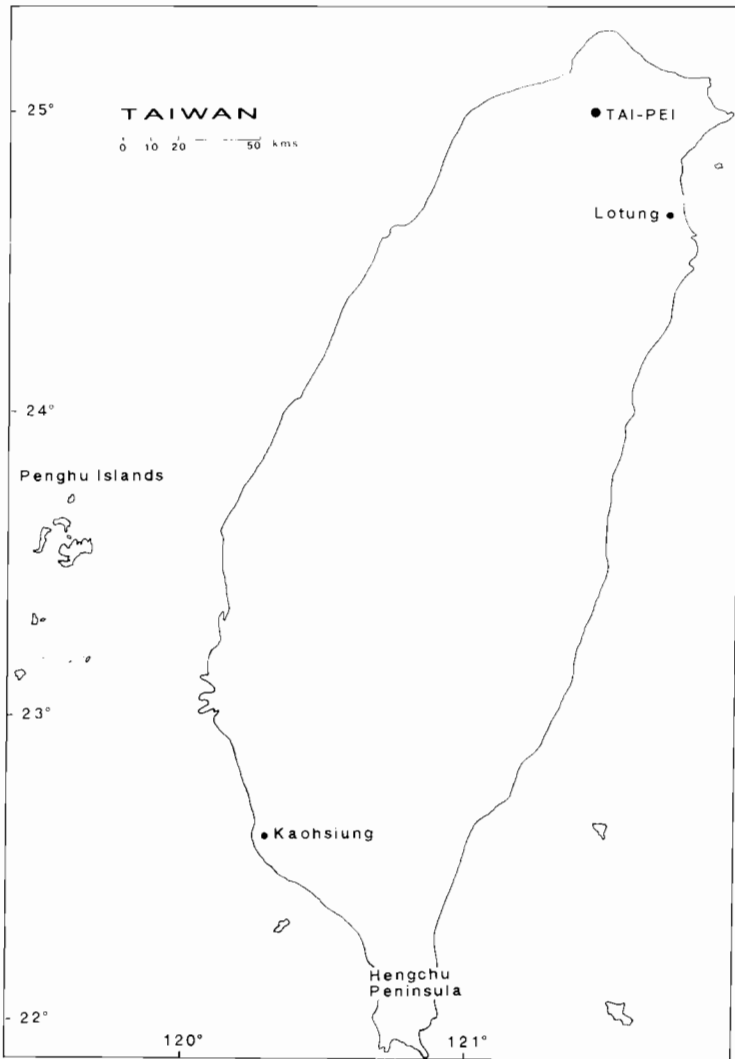 TAIWAN
0 10 20 50 kms
25°
TAI-PEI
Lotung
24°
Penghu Islands
23°
Kaohsiung
Hengchu
Peninsula
22°
120° 121°